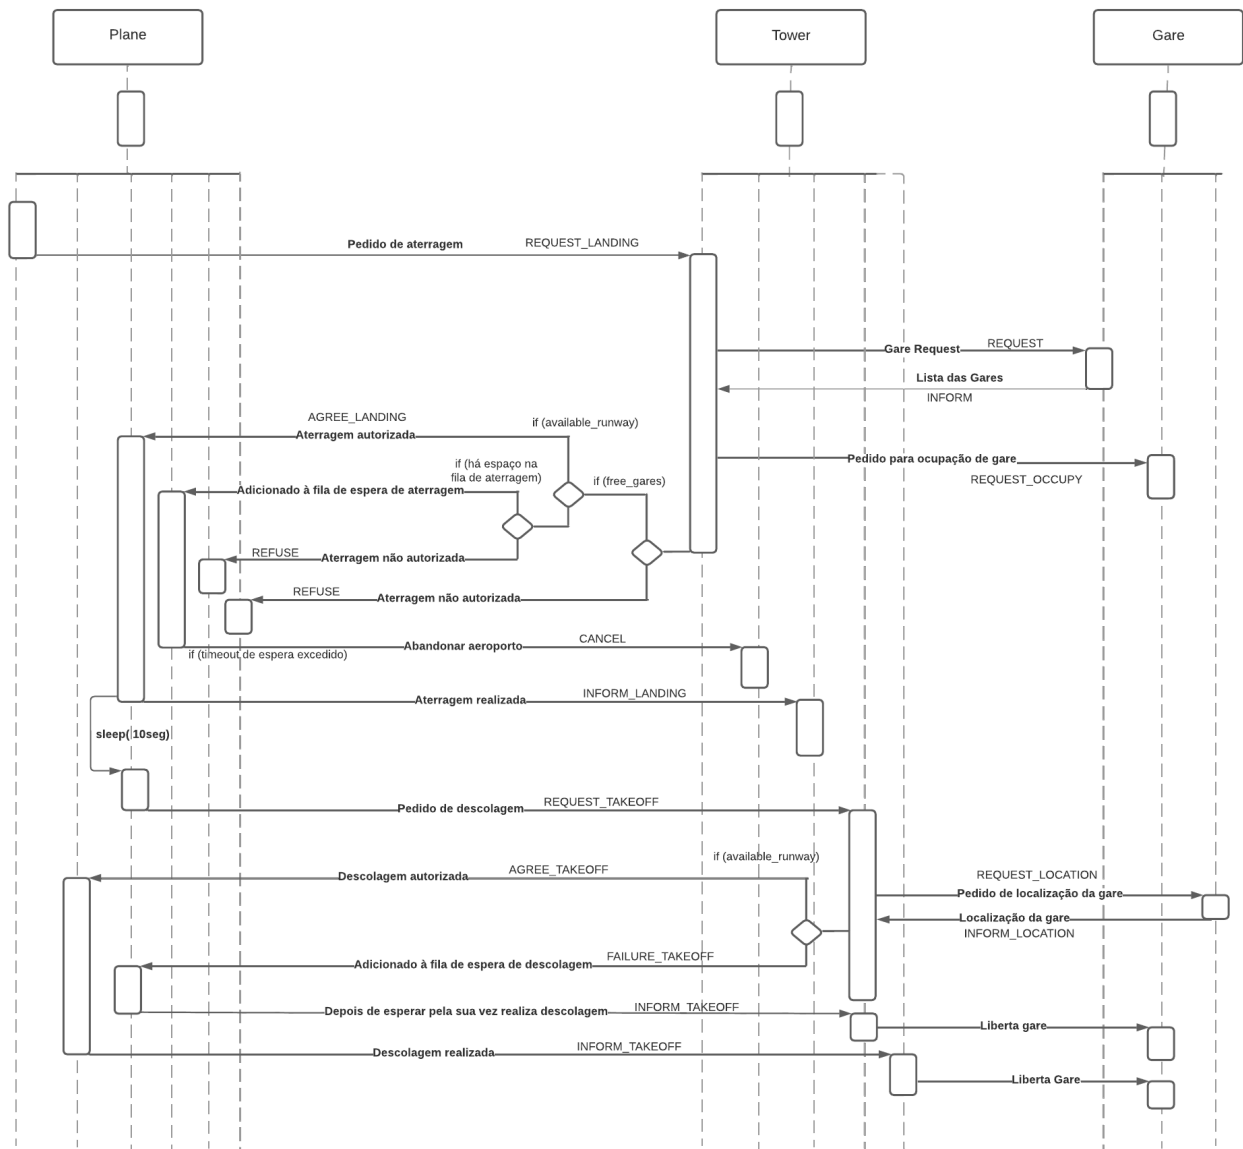 Plane
Tower
Gare
Pedido de aterragem
REQUEST_LANDING
Gare Request
REQUEST
Lista das Gares
INFORM
AGREE_LANDING
if (available_runway)
Aterragem autorizada
if (há espaço na
fila de aterragem)
Pedido para ocupação de gare
REQUEST_OCCUPY
if (free_gares)
Adicionado à fila de espera de aterragem
REFUSE
Aterragem não autorizada
REFUSE
Aterragem não autorizada
Abandonar aeroporto
CANCEL
if (timeout de espera excedido)
Aterragem realizada
INFORM_LANDING
sleep( 10seg)
Pedido de descolagem
REQUEST_TAKEOFF
if (available_runway)
Descolagem autorizada
AGREE_TAKEOFF
REQUEST_LOCATION
Pedido de localização da gare
Localização da gare
INFORM_LOCATION
Adicionado à fila de espera de descolagem
FAILURE_TAKEOFF
Depois de esperar pela sua vez realiza descolagem
INFORM_TAKEOFF
Liberta gare
Descolagem realizada
INFORM_TAKEOFF
Liberta Gare